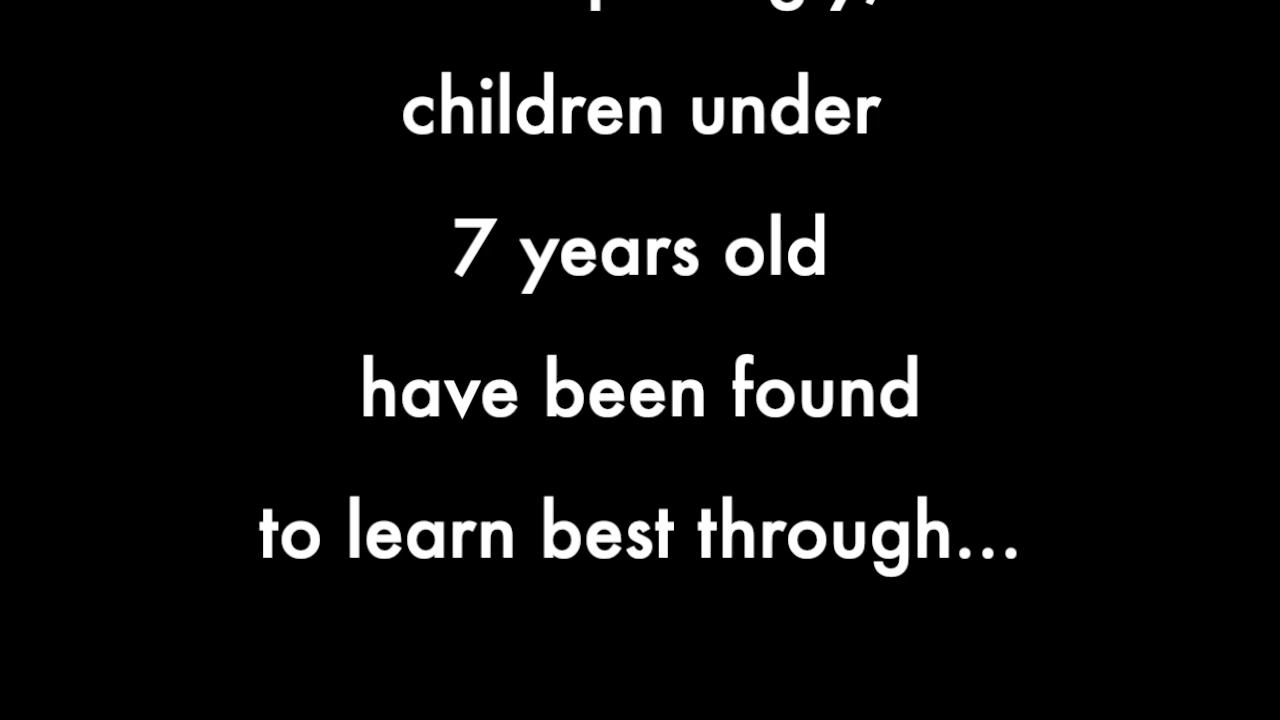 children under
7 years old
have been found
to learn best through...